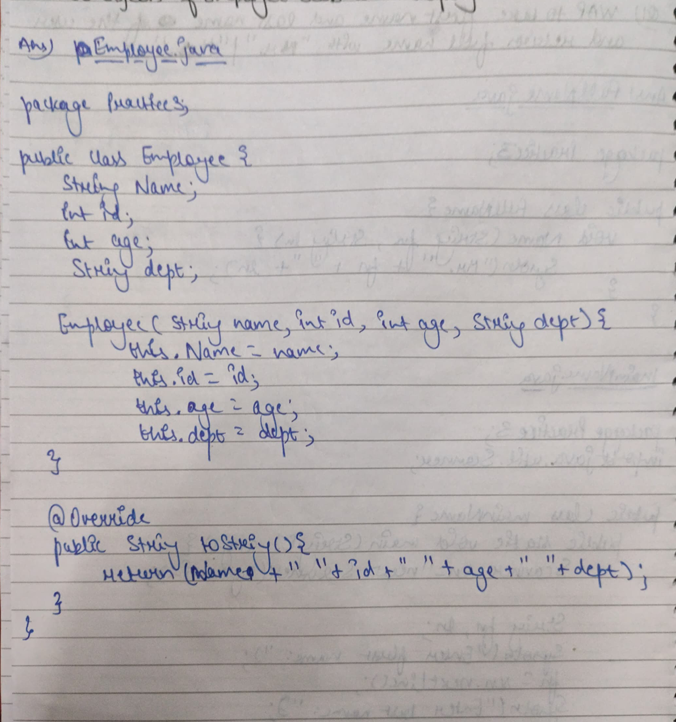 Ans) Employee.java
package Practice3;
public class Employee {
String Name;
int id;
int age;
String dept;
Employee( String name, int id, int age, String dept) {
this.Name = name;
this.id = id;
this.age = age;
this.dept = dept;
}
@Override
public String toString() {
return (Name + " " + id + " " + age + " " + dept);
}
}